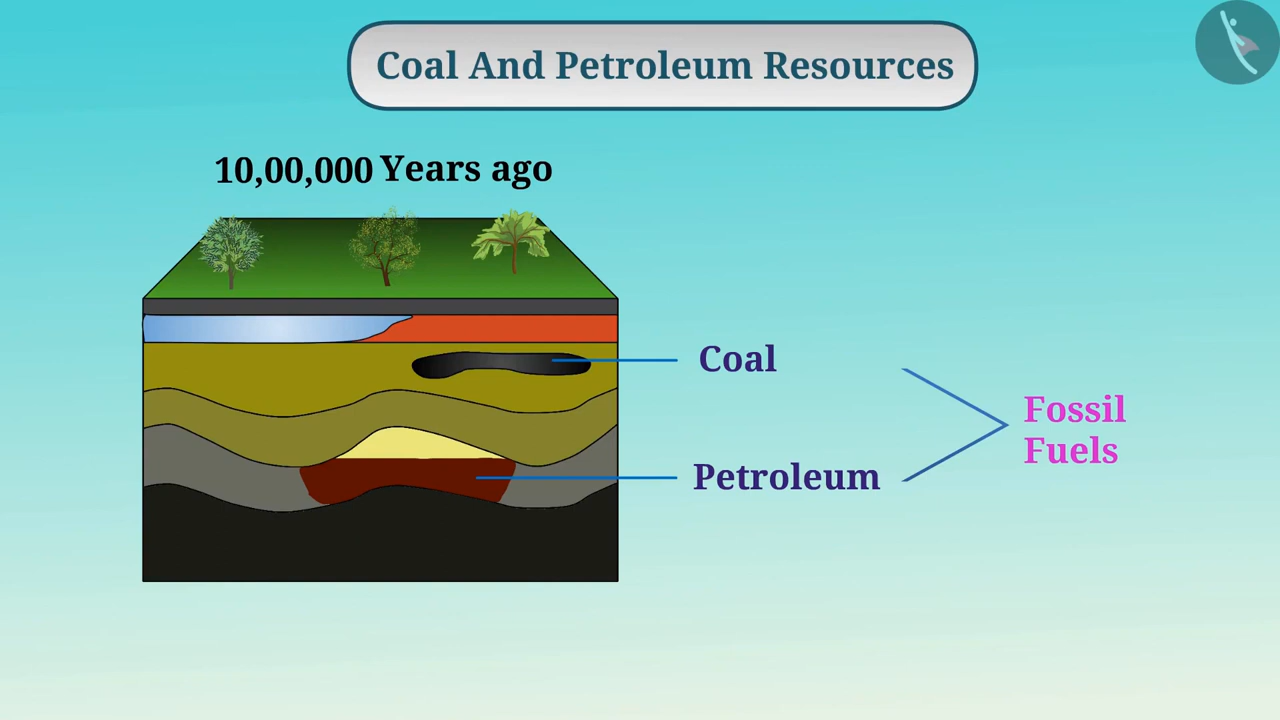 Coal And Petroleum Resources
10,00,000 Years ago
Coal
Petroleum
Fossil
Fuels